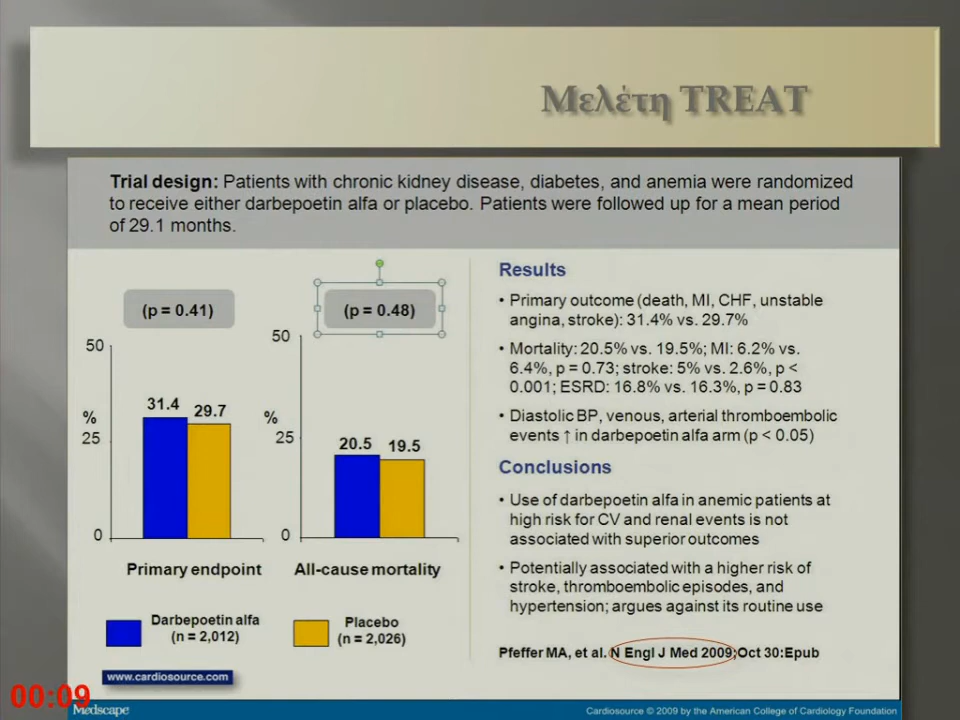 Μελέτη TREAT
Trial design: Patients with chronic kidney disease, diabetes, and anemia were randomized
to receive either darbepoetin alfa or placebo. Patients were followed up for a mean period
of 29.1 months.
(p = 0.41)
50
%
25
0
31.4
29.7
Primary endpoint
(p = 0.48)
50
%
25
0
20.5
19.5
All-cause mortality
Darbepoetin alfa
(n = 2,012)
Placebo
(n = 2,026)
Results
• Primary outcome (death, MI, CHF, unstable
angina, stroke): 31.4% vs. 29.7%
• Mortality: 20.5% vs. 19.5%; MI: 6.2% vs.
6.4%, p = 0.73; stroke: 5% vs. 2.6%, p <
0.001; ESRD: 16.8% vs. 16.3%, p = 0.83
• Diastolic BP, venous, arterial thromboembolic
events ↑ in darbepoetin alfa arm (p < 0.05)
Conclusions
• Use of darbepoetin alfa in anemic patients at
high risk for CV and renal events is not
associated with superior outcomes
• Potentially associated with a higher risk of
stroke, thromboembolic episodes, and
hypertension; argues against its routine use
Pfeffer MA, et al. N Engl J Med 2009;Oct 30:Epub
www.cardiosource.com
00:09
Medscape
Cardiosource © 2009 by the American College of Cardiology Foundation